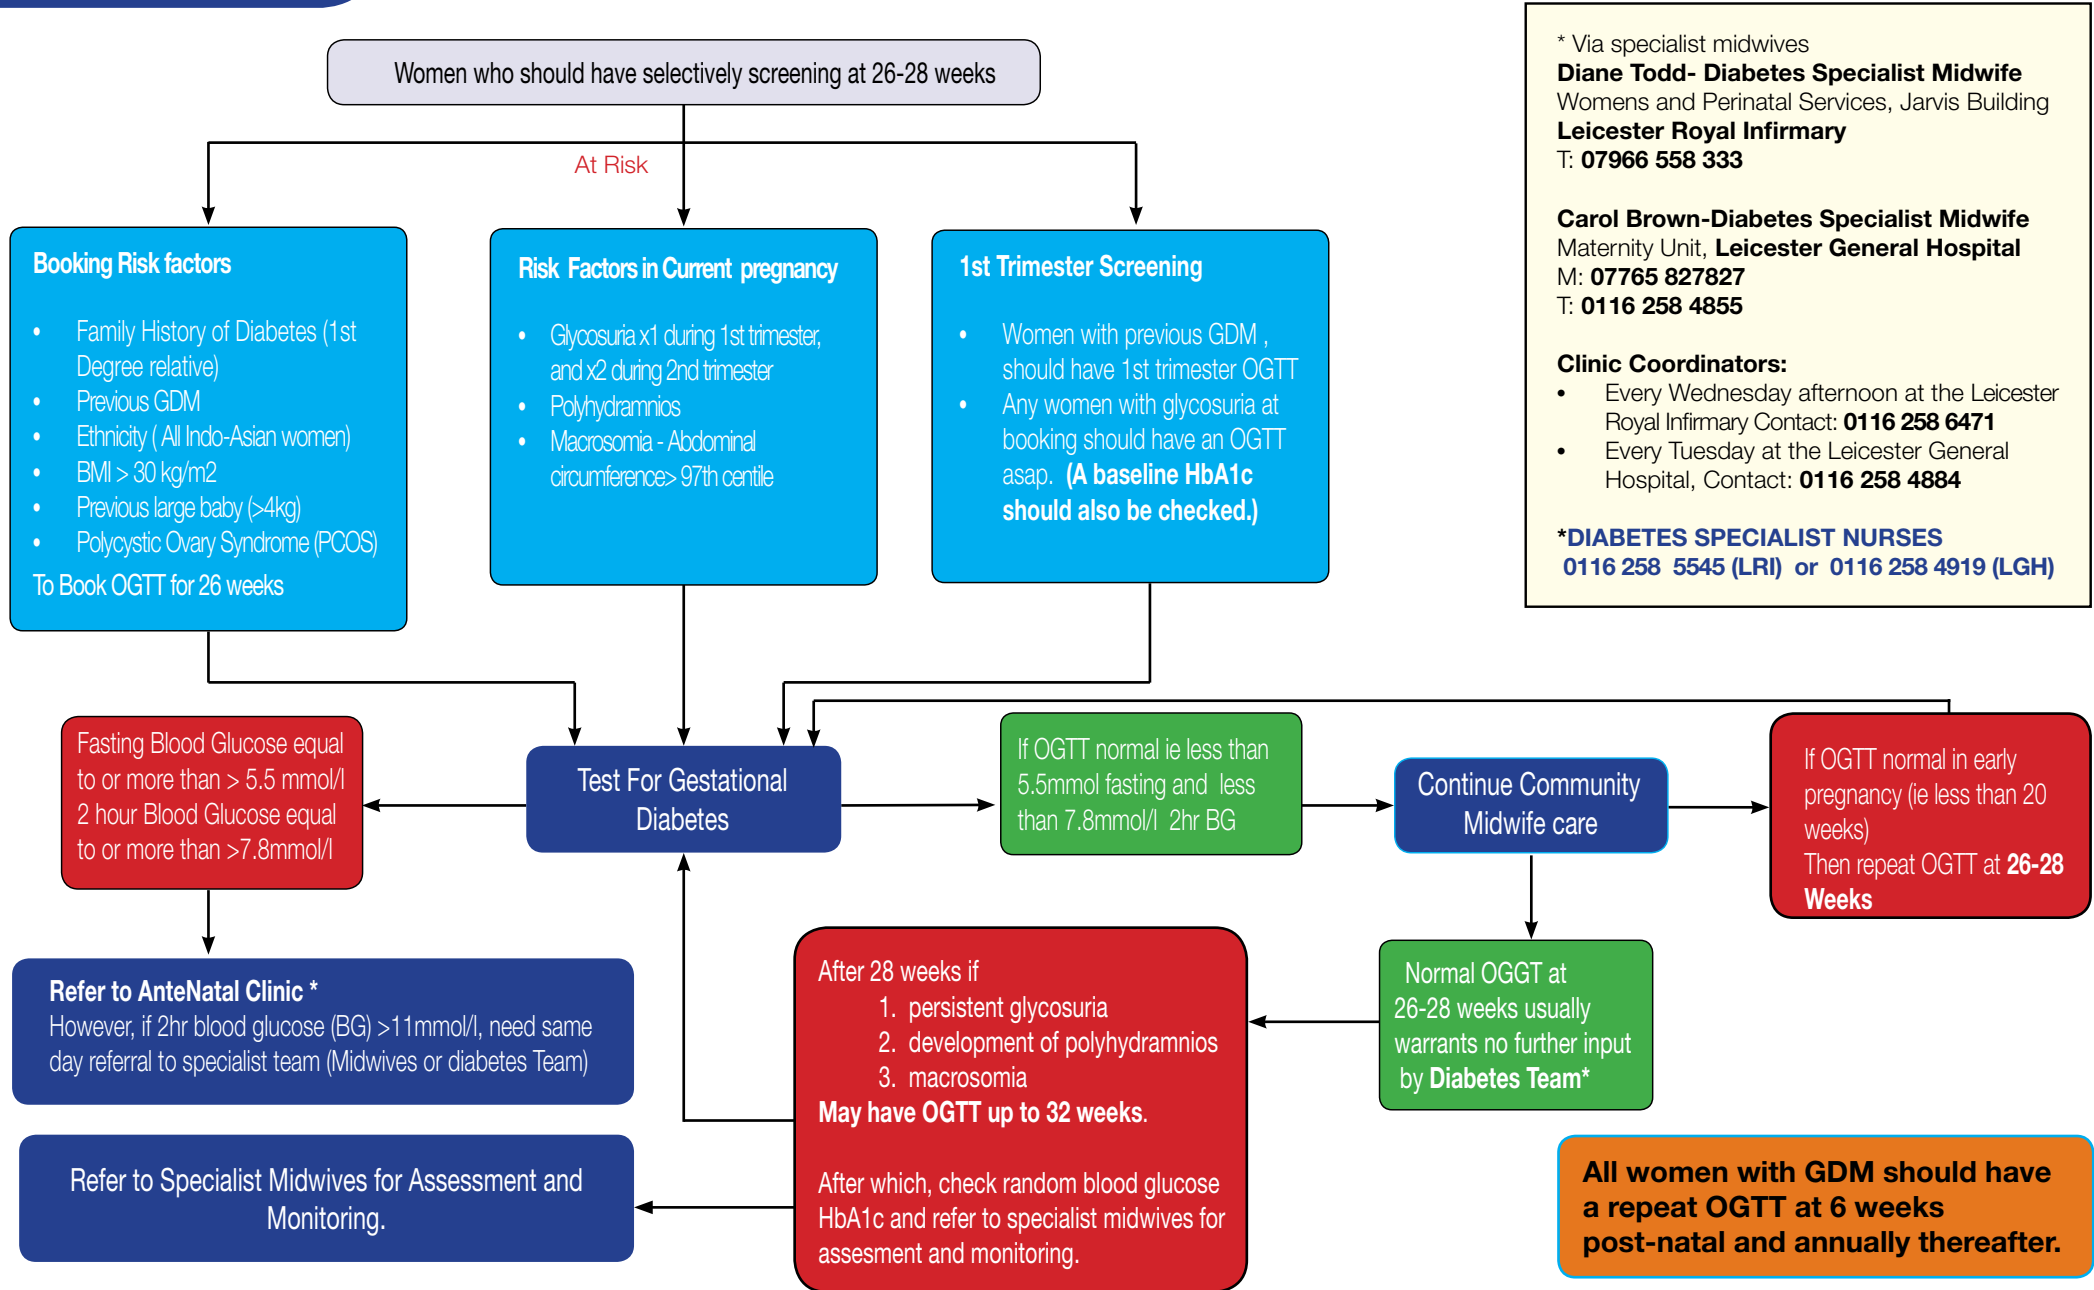 Women who should have selectively screening at 26-28 weeks
At Risk
Booking Risk factors
• Family History of Diabetes (1st
Degree relative)
• Previous GDM
• Ethnicity ( All Indo-Asian women)
• BMI > 30 kg/m2
• Previous large baby (>4kg)
• Polycystic Ovary Syndrome (PCOS)
To Book OGTT for 26 weeks
Risk Factors in Current pregnancy
• Glycosuria x1 during 1st trimester,
and x2 during 2nd trimester
• Polyhydramnios
• Macrosomia - Abdominal
circumference> 97th centile
1st Trimester Screening
• Women with previous GDM ,
should have 1st trimester OGTT
• Any women with glycosuria at
booking should have an OGTT
asap. (A baseline HbA1c
should also be checked.)
* Via specialist midwives
Diane Todd- Diabetes Specialist Midwife
Womens and Perinatal Services, Jarvis Building
Leicester Royal Infirmary
T: 07966 558 333
Carol Brown-Diabetes Specialist Midwife
Maternity Unit, Leicester General Hospital
M: 07765 827827
T: 0116 258 4855
Clinic Coordinators:
• Every Wednesday afternoon at the Leicester
Royal Infirmary Contact: 0116 258 6471
• Every Tuesday at the Leicester General
Hospital, Contact: 0116 258 4884
*DIABETES SPECIALIST NURSES
0116 258 5545 (LRI) or 0116 258 4919 (LGH)
Fasting Blood Glucose equal
to or more than > 5.5 mmol/l
2 hour Blood Glucose equal
to or more than >7.8mmol/l
Test For Gestational
Diabetes
If OGTT normal ie less than
5.5mmol fasting and less
than 7.8mmol/l 2hr BG
Continue Community
Midwife care
If OGTT normal in early
pregnancy (ie less than 20
weeks)
Then repeat OGTT at 26-28
Weeks
Refer to AnteNatal Clinic *
However, if 2hr blood glucose (BG) >11mmol/l, need same
day referral to specialist team (Midwives or diabetes Team)
After 28 weeks if
1. persistent glycosuria
2. development of polyhydramnios
3. macrosomia
May have OGTT up to 32 weeks.
After which, check random blood glucose
HbA1c and refer to specialist midwives for
assesment and monitoring.
Normal OGGT at
26-28 weeks usually
warrants no further input
by Diabetes Team*
Refer to Specialist Midwives for Assessment and
Monitoring.
All women with GDM should have
a repeat OGTT at 6 weeks
post-natal and annually thereafter.